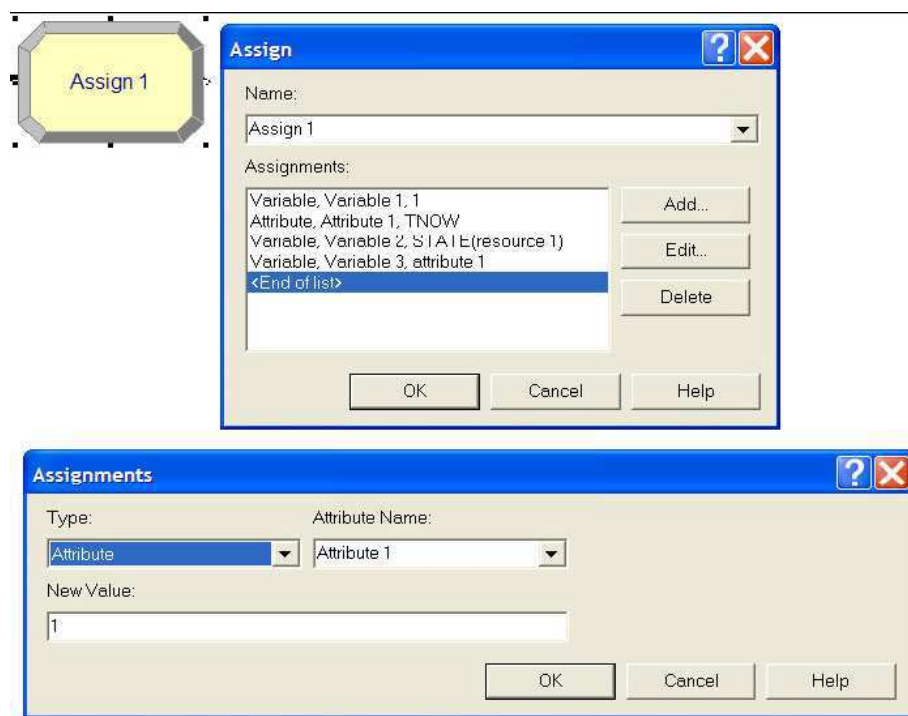 Assign 1
Assign
Name:
Assign 1
Assignments:
Variable, Variable 1, 1
Attribute, Attribute 1, TNOW
Variable, Variable 2, STATE(resource 1)
Variable, Variable 3, attribute 1
<End of list>
Add...
Edit...
Delete
OK
Cancel
Help
Assignments
Type:
Attribute Name:
Attribute
Attribute 1
New Value:
1
OK
Cancel
Help